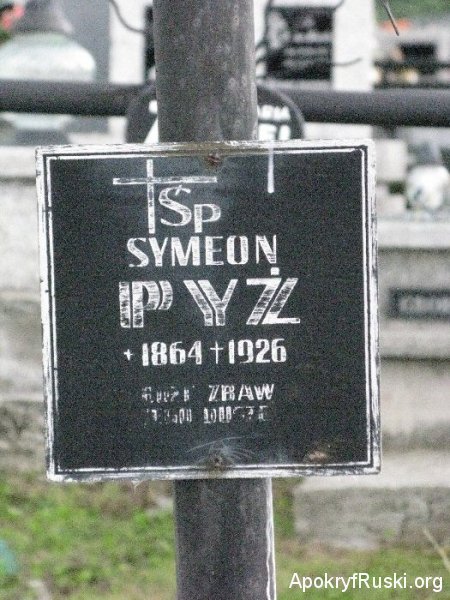 Śp
SYMEON
PYŻ
* 1864 † 1926
ZBAW
ApokryfRuski.org